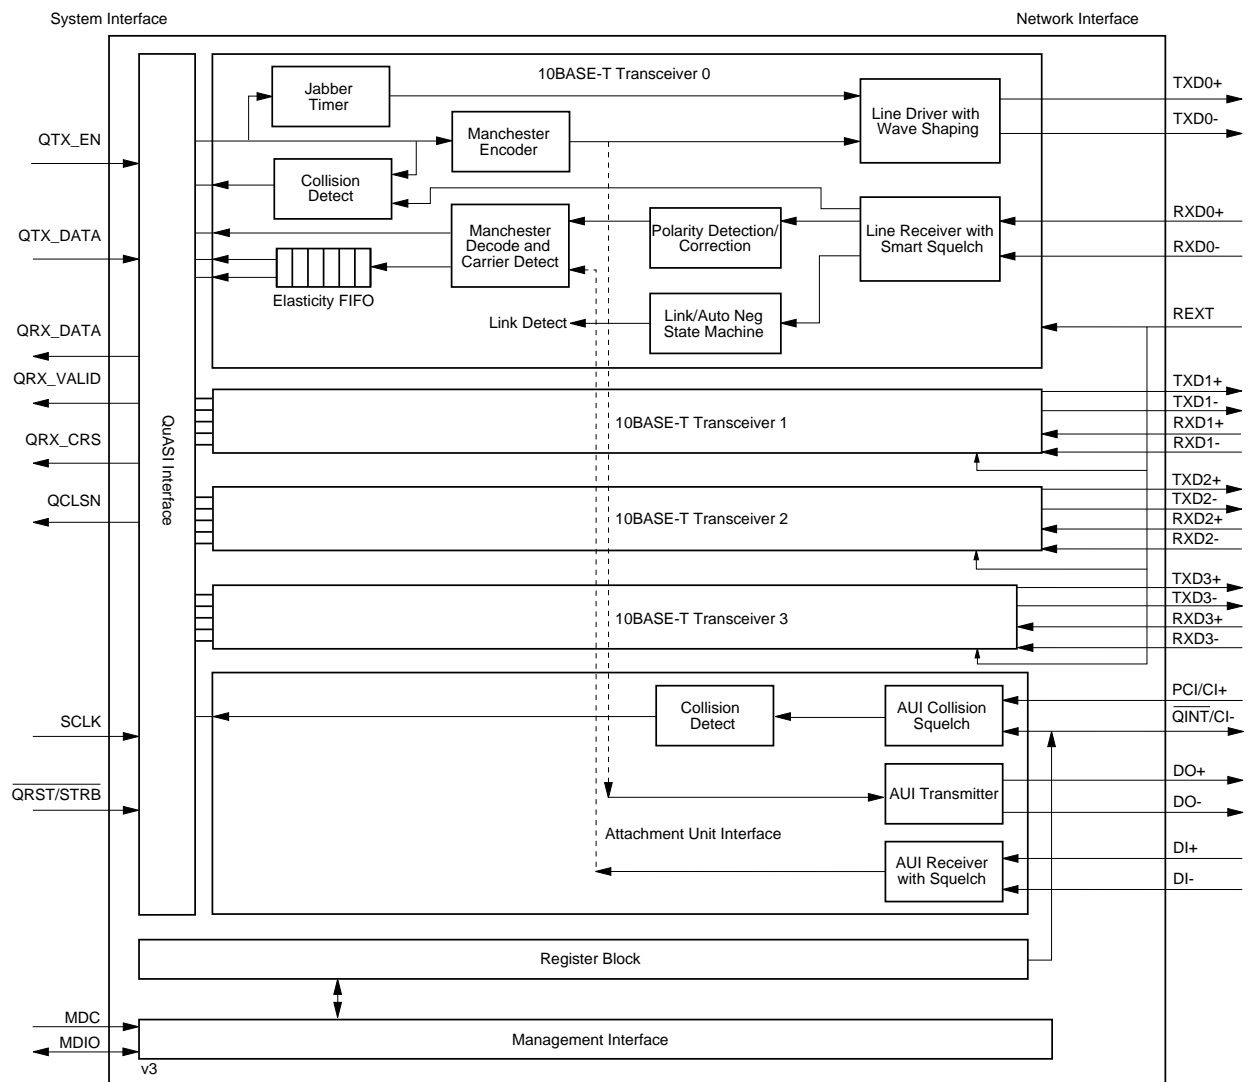 System Interface
Network Interface
10BASE-T Transceiver 0
Jabber
Timer
Line Driver with
Wave Shaping
Manchester
Encoder
Collision
Detect
Manchester
Decode and
Carrier Detect
Polarity Detection/
Correction
Line Receiver with
Smart Squelch
Elasticity FIFO
Link Detect
Link/Auto Neg
State Machine
QTX_EN
QTX_DATA
QRX_DATA
QRX_VALID
QRX_CRS
QCLSN
SCLK
QRST/STRB
MDC
MDIO
QuASI Interface
TXD0+
TXD0-
RXD0+
RXD0-
REXT
10BASE-T Transceiver 1
TXD1+
TXD1-
RXD1+
RXD1-
10BASE-T Transceiver 2
TXD2+
TXD2-
RXD2+
RXD2-
10BASE-T Transceiver 3
TXD3+
TXD3-
RXD3+
RXD3-
Collision
Detect
AUI Collision
Squelch
PCI/CI+
QINT/CI-
AUI Transmitter
DO+
DO-
Attachment Unit Interface
AUI Receiver
with Squelch
DI+
DI-
Register Block
Management Interface
v3